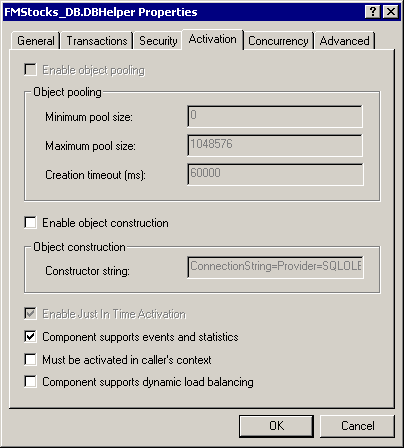 FMStocks_DB.DBHelper Properties
General Transactions Security Activation Concurrency Advanced
Enable object pooling
Object pooling
Minimum pool size: 0
Maximum pool size: 1048576
Creation timeout (ms): 60000
Enable object construction
Object construction
Constructor string: ConnectionString=Provider=SQLOLE
Enable Just In Time Activation
Component supports events and statistics
Must be activated in caller's context
Component supports dynamic load balancing
OK Cancel